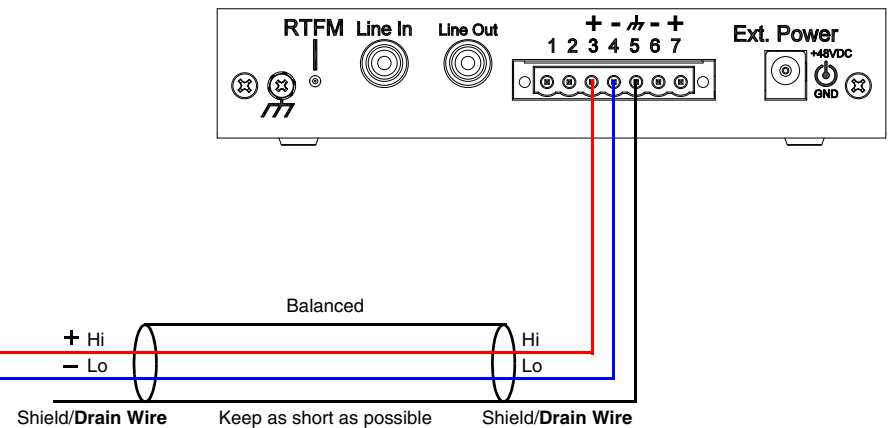 RTFM Line In Line Out + - - + Ext. Power
1 2 3 4 5 6 7 +48VDC
GND
Balanced
+ Hi Hi
− Lo Lo
Shield/Drain Wire Keep as short as possible Shield/Drain Wire